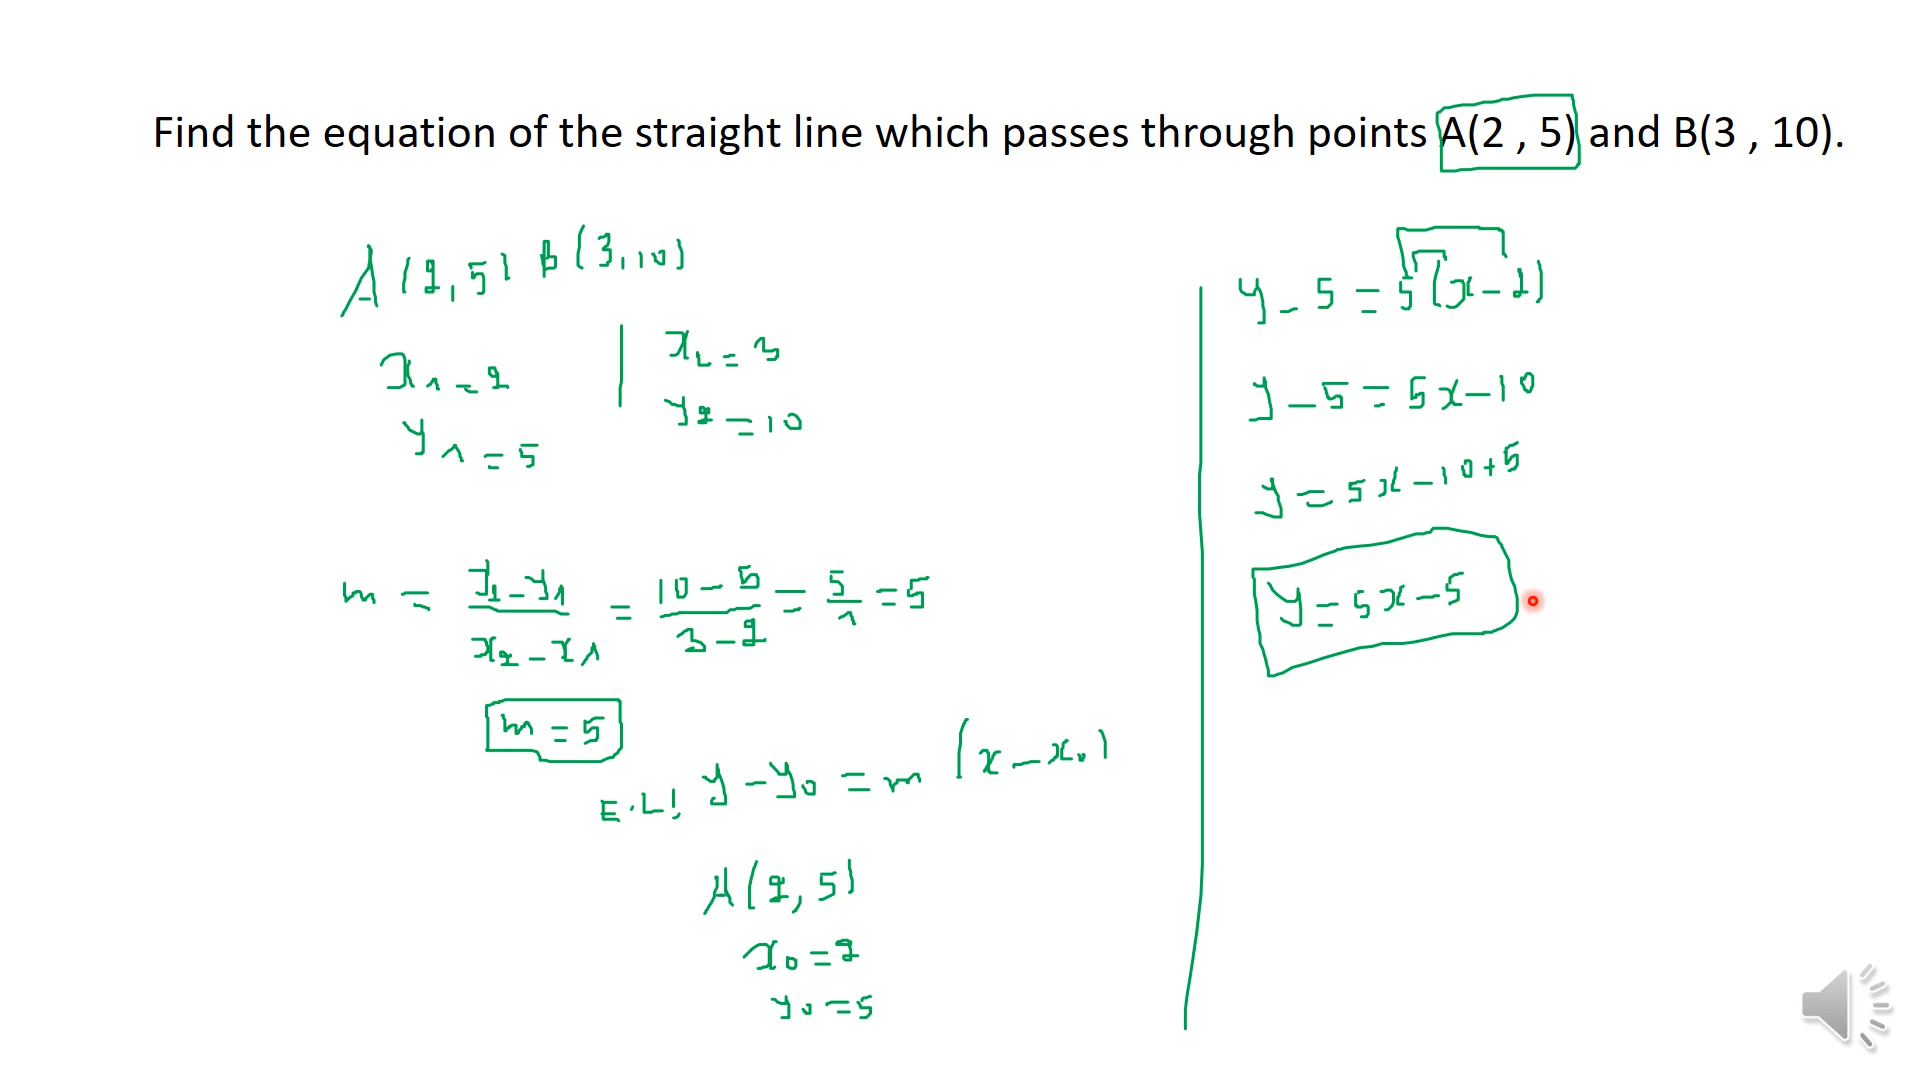 Find the equation of the straight line which passes through points A(2 , 5) and B(3 , 10).
A(2,5) B(3,10)
x₁=2
y₁=5
x₂=3
y₂=10
m = (y₂-y₁)/(x₂-x₁) = (10-5)/(3-2) = 5/1 = 5
m=5
E.L: y-y₀=m(x-x₀)
A(2,5)
x₀=2
y₀=5
y-5=5(x-2)
y-5=5x-10
y=5x-10+5
y=5x-5